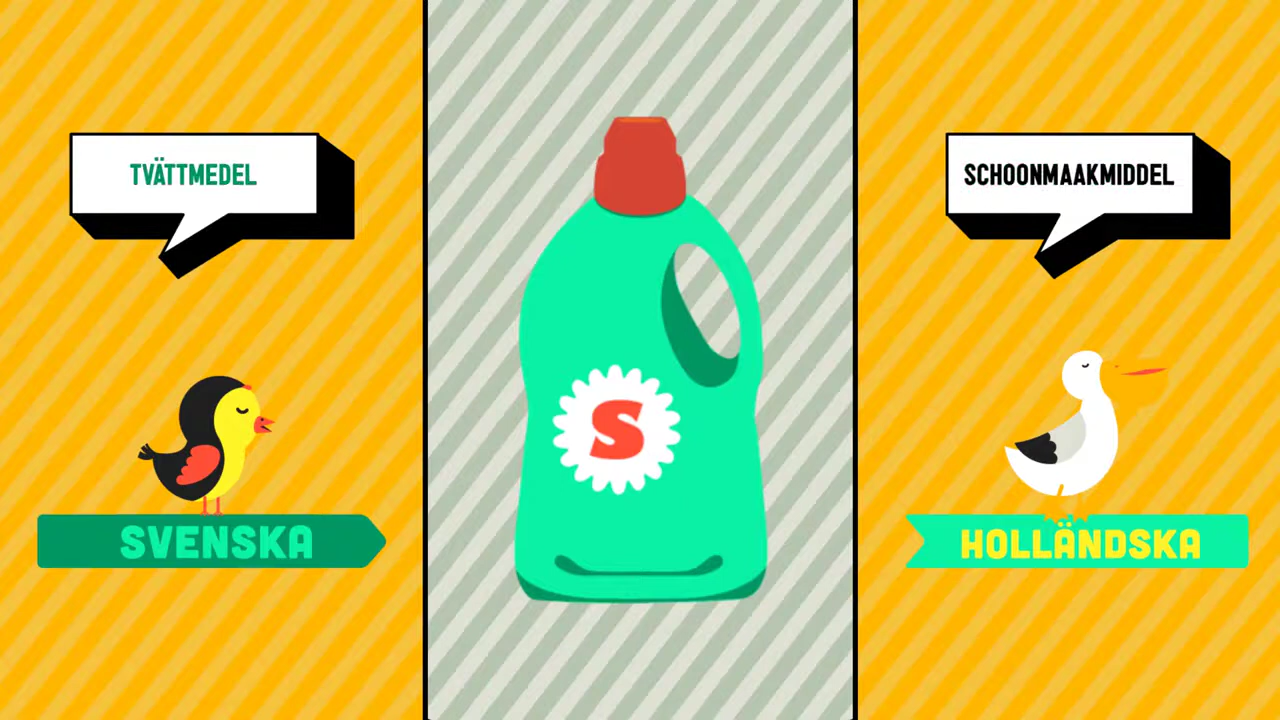 TVÄTTMEDEL
SVENSKA
S
SCHOONMAAKMIDDEL
HOLLÄNDSKA